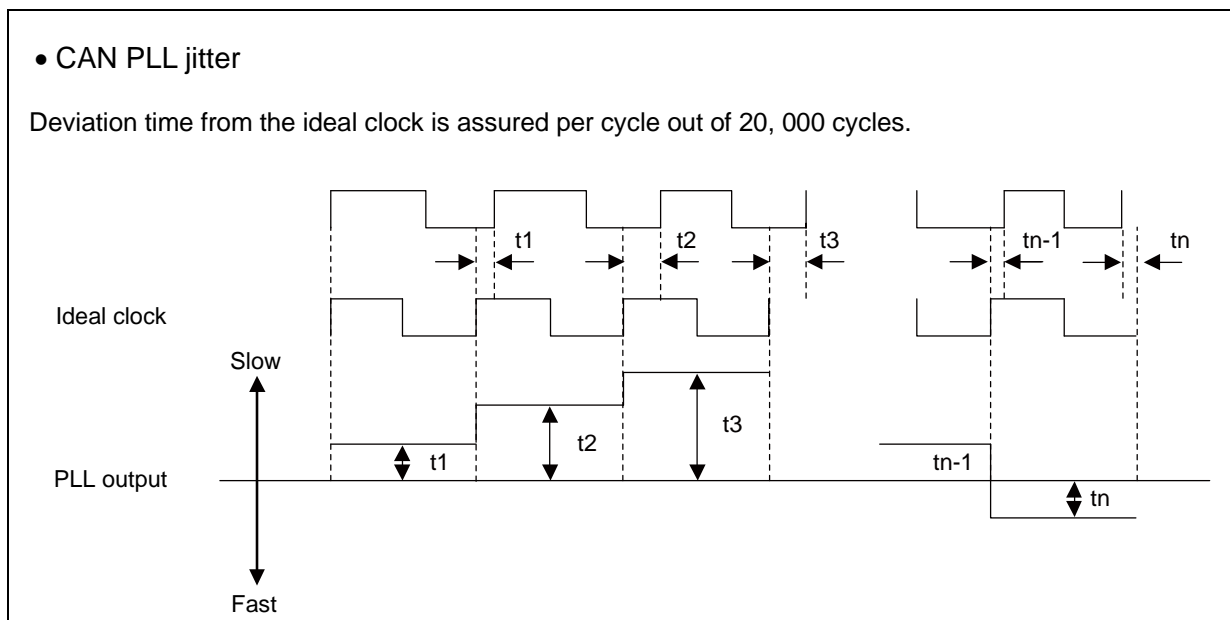 • CAN PLL jitter
Deviation time from the ideal clock is assured per cycle out of 20, 000 cycles.
t1
t2
t3
tn-1
tn
Ideal clock
Slow
t1
t2
t3
tn-1
tn
PLL output
Fast